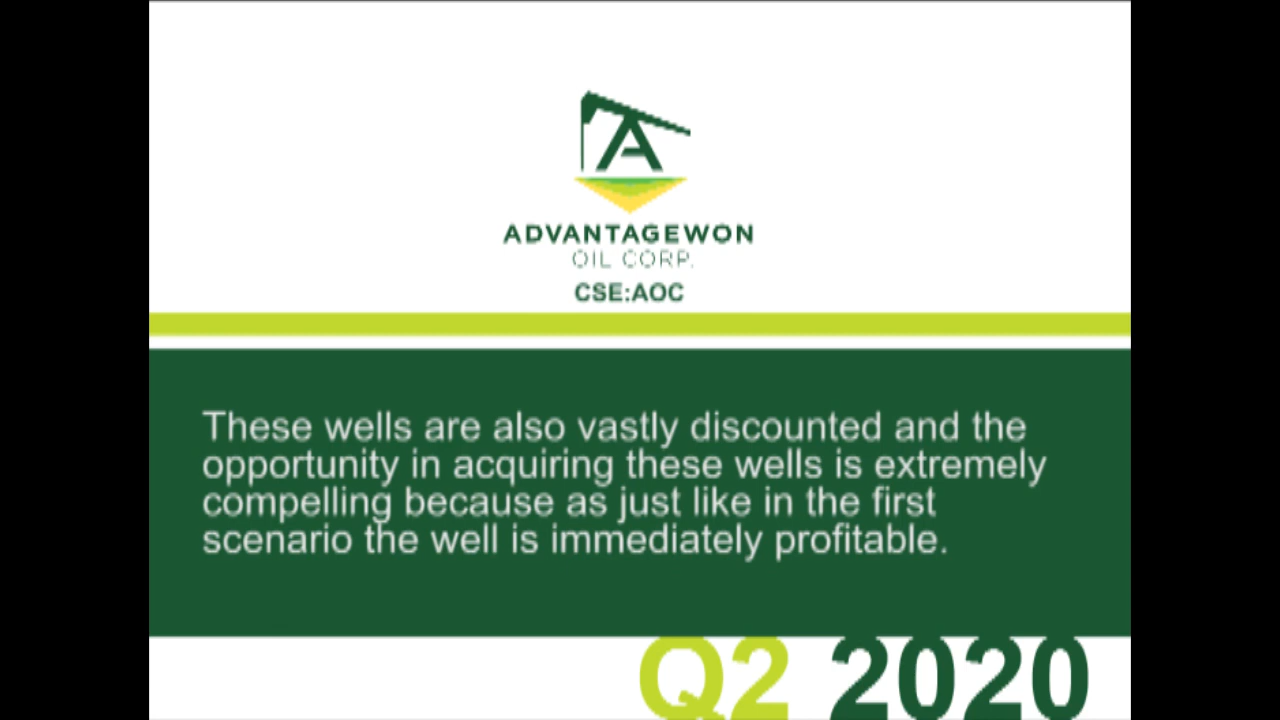 ADVANTAGEWON
OIL CORP.
CSE:AOC
These wells are also vastly discounted and the
opportunity in acquiring these wells is extremely
compelling because as just like in the first
scenario the well is immediately profitable.
Q2 2020